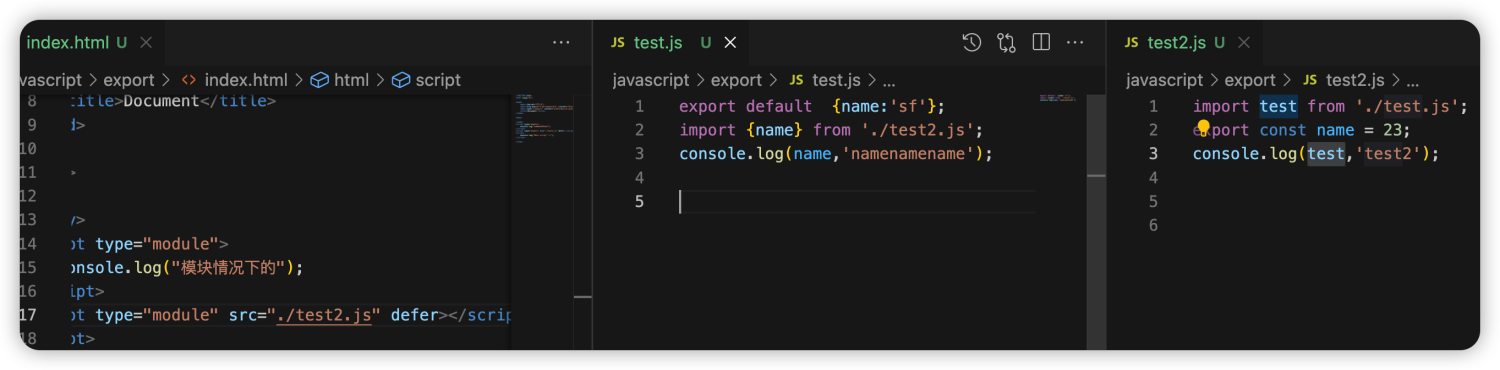 index.html U
avascript > export > <> index.html > html > script
8 title>Document</title>
9 d>
10
11 >
12
13 y>
14 pt type="module">
15 onsole.log("模块情况下的");
16 ipt>
17 pt type="module" src="./test2.js" defer></scrip
18 pt>
JS test.js U
javascript > export > JS test.js > ...
1 export default  {name:'sf'};
2 import {name} from './test2.js';
3 console.log(name,'namenamename');
4
5
JS test2.js U
javascript > export > JS test2.js > ...
1 import test from './test.js';
2 export const name = 23;
3 console.log(test,'test2');
4
5
6